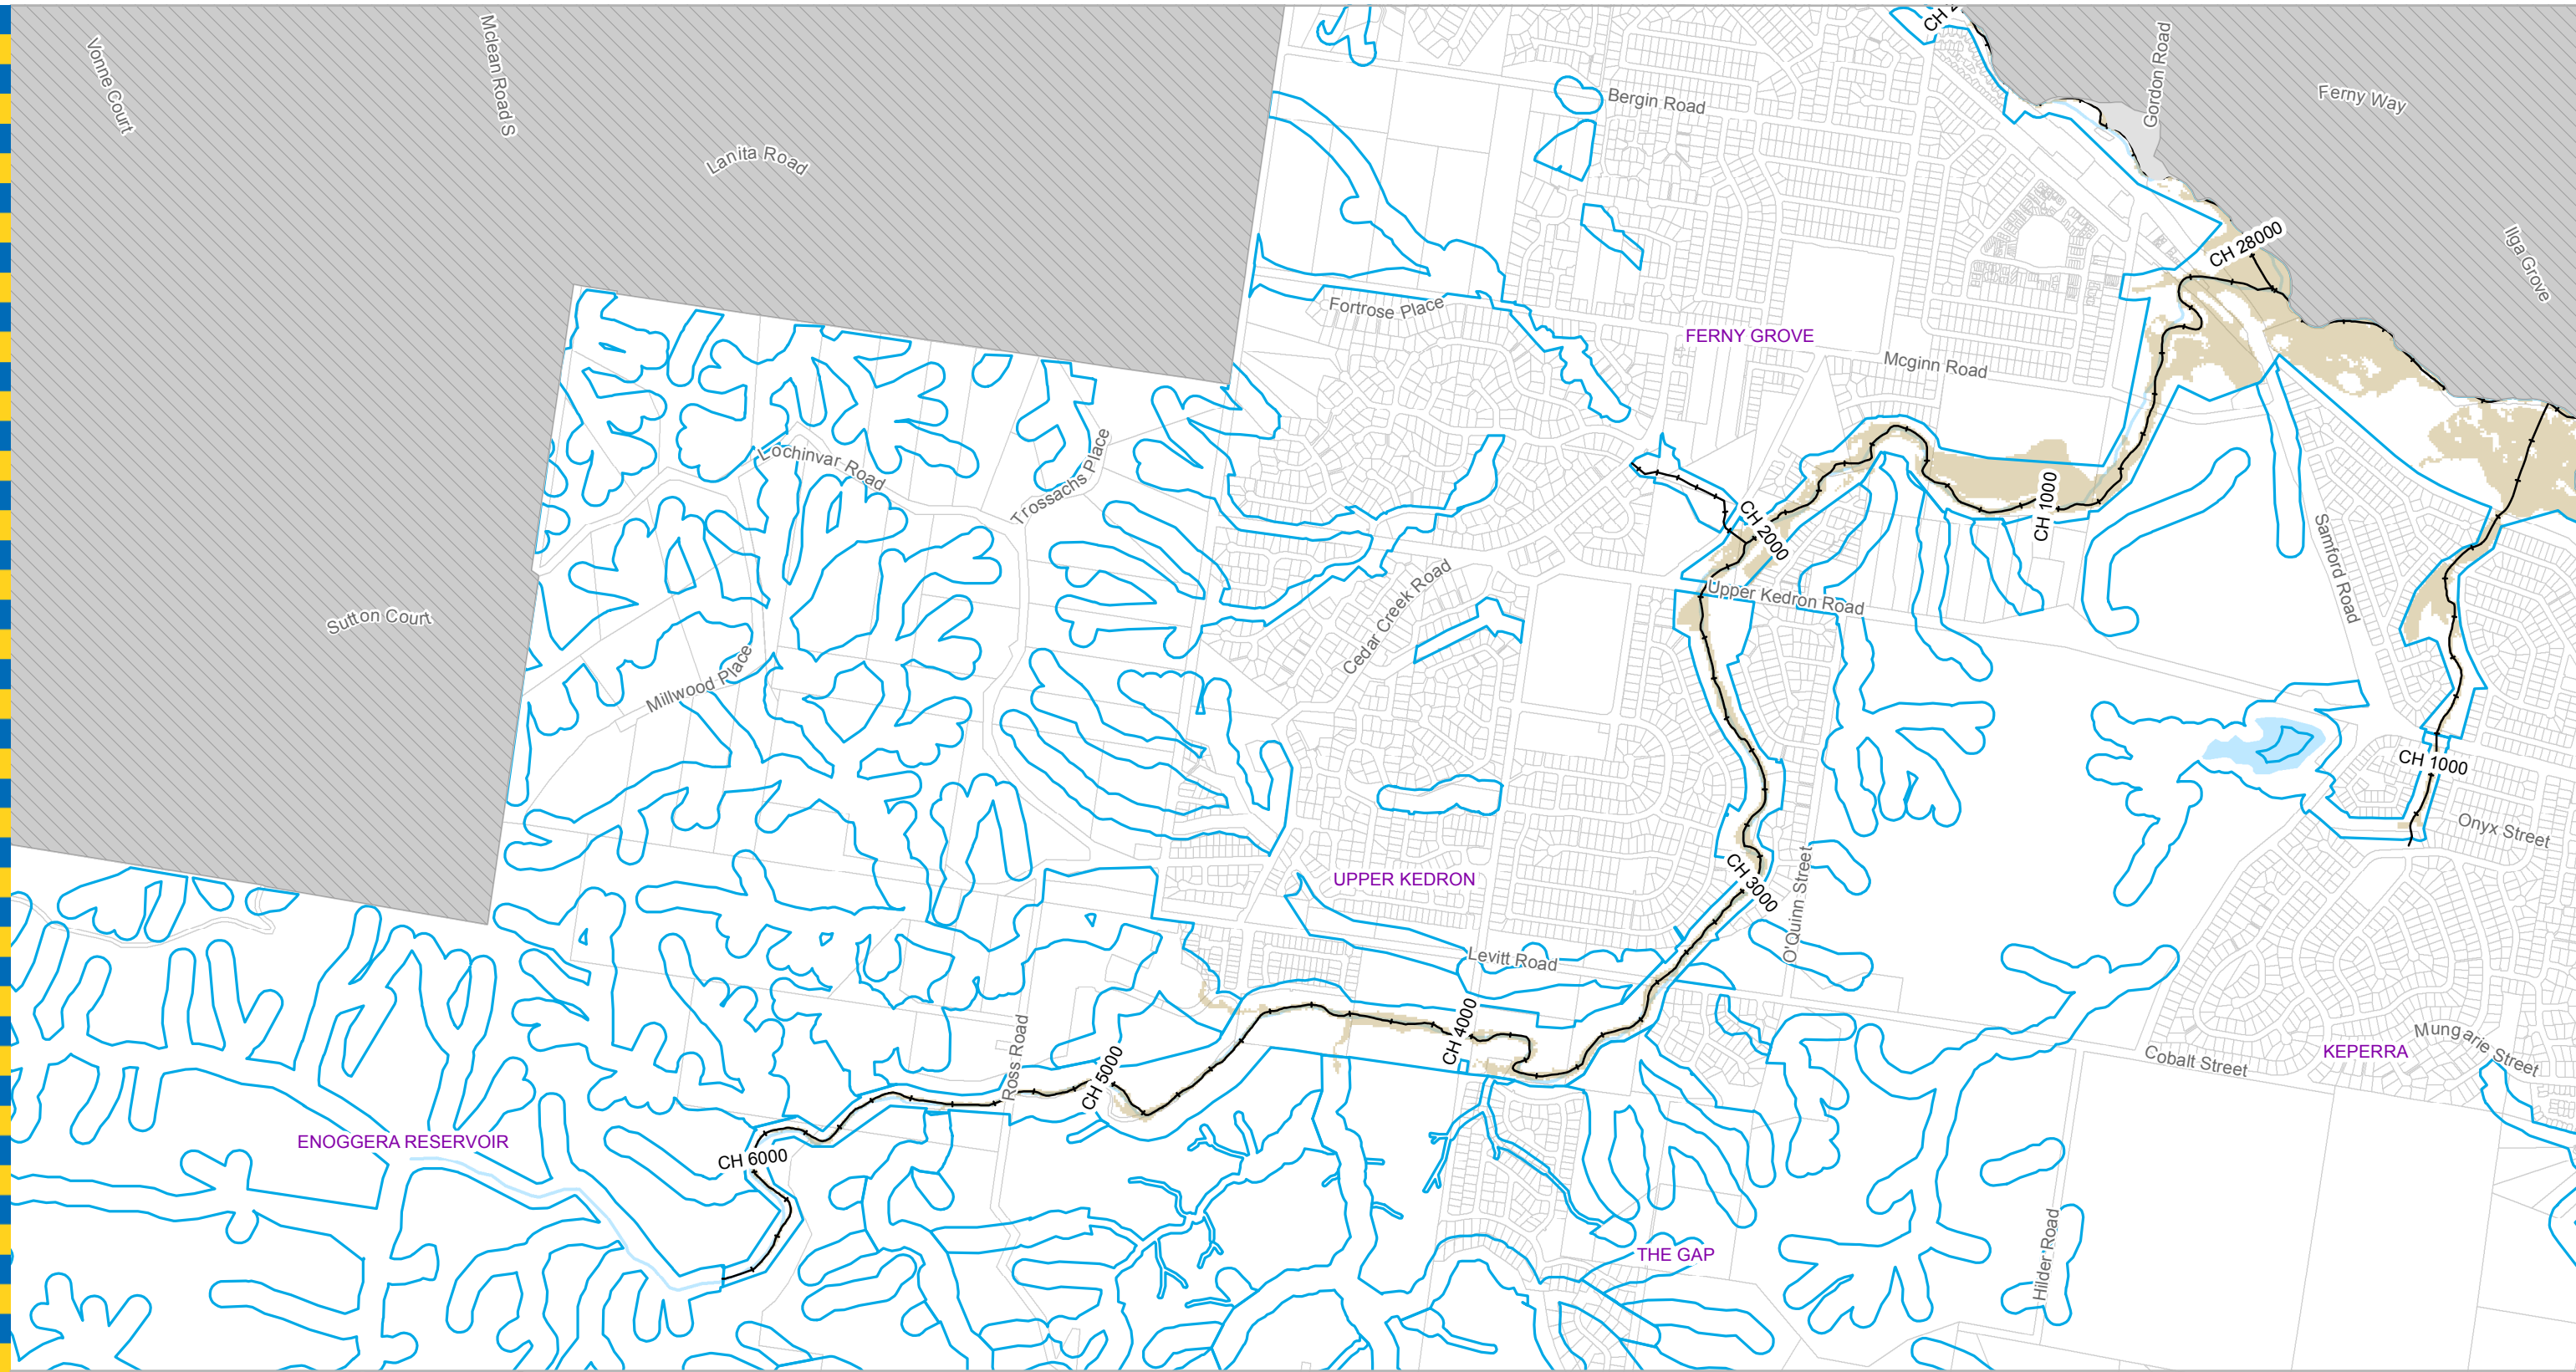 CH 2
Vonne Court
Mclean Road S
Gordon Road
Ferny Way
Bergin Road
Lanita Road
CH 28000
Ilga Grove
Fortrose Place
FERNY GROVE
Mcginn Road
Lochinvar Road
Trossachs Place
CH 1000
CH 2000
Samford Road
Upper Kedron Road
Cedar Creek Road
Sutton Court
Millwood Place
CH 1000
Onyx Street
UPPER KEDRON
CH 3000
O'Quinn Street
Levitt Road
CH 4000
Ross Road
CH 5000
Mungarie Street
KEPERRA
Cobalt Street
ENOGGERA RESERVOIR
CH 6000
THE GAP
Hilder Road